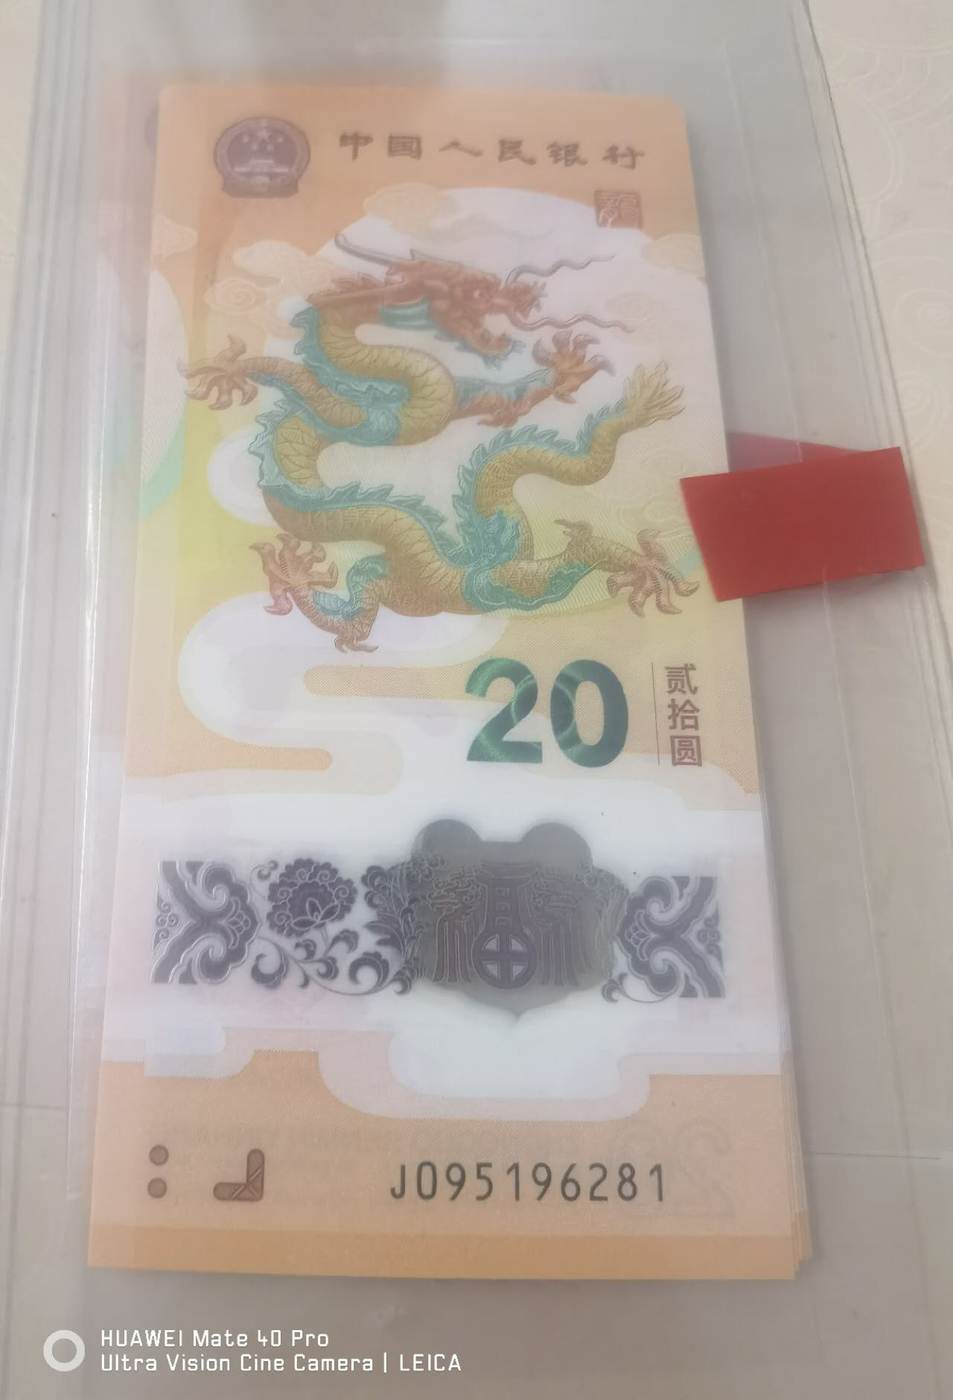 中国人民银行
20
贰拾圆
J095196281
HUAWEI Mate 40 Pro
Ultra Vision Cine Camera | LEICA